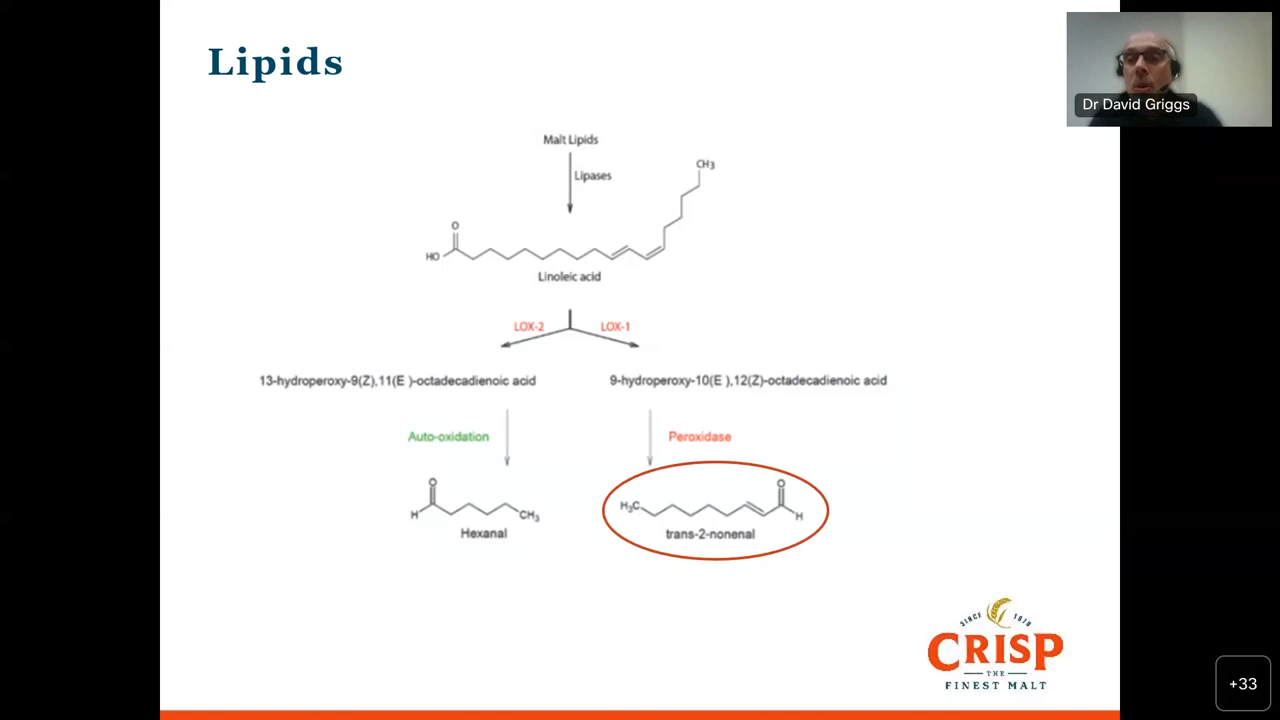 Lipids
Dr David Griggs
Malt Lipids
Lipases
CH3
O
HO
Linoleic acid
LOX-2
LOX-1
13-hydroperoxy-9(Z),11(E )-octadecadienoic acid
9-hydroperoxy-10(E ),12(Z)-octadecadienoic acid
Auto-oxidation
Peroxidase
O
H
CH3
Hexanal
H3C
O
H
trans-2-nonenal
SINCE 1870
CRISP
THE
FINEST MALT
+33